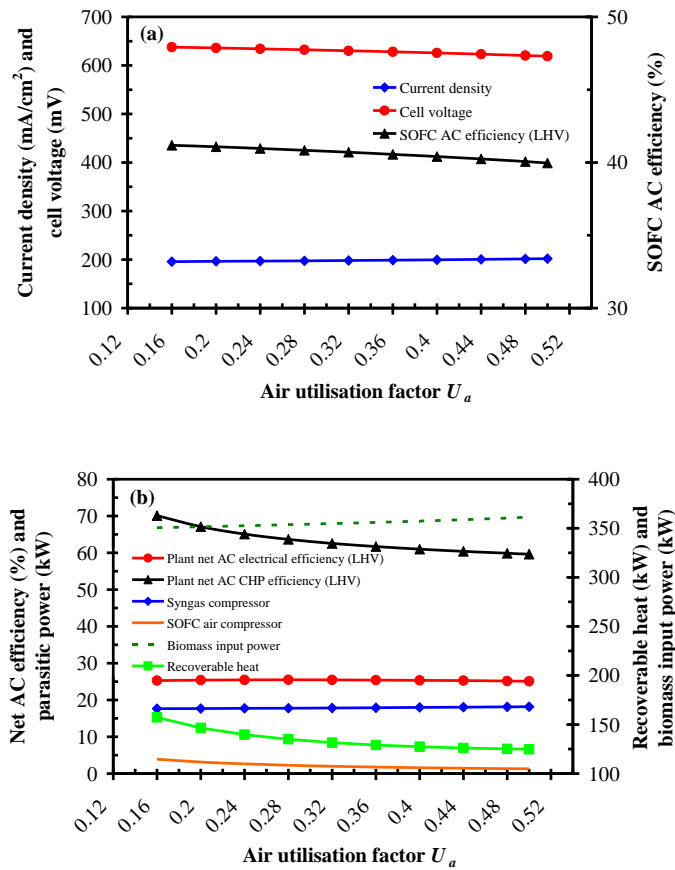 (a)
Current density (mA/cm²) and
cell voltage (mV)
700
600
500
400
300
200
100
Current density
Cell voltage
SOFC AC efficiency (LHV)
50
40
30
SOFC AC efficiency (%)
0.12 0.16 0.2 0.24 0.28 0.32 0.36 0.4 0.44 0.48 0.52
Air utilisation factor U a
(b)
Net AC efficiency (%) and
parasitic power (kW)
80
70
60
50
40
30
20
10
0
Plant net AC electrical efficiency (LHV)
Plant net AC CHP efficiency (LHV)
Syngas compressor
SOFC air compressor
Biomass input power
Recoverable heat
400
350
300
250
200
150
100
Recoverable heat (kW) and
biomass input power (kW)
0.12 0.16 0.2 0.24 0.28 0.32 0.36 0.4 0.44 0.48 0.52
Air utilisation factor U a